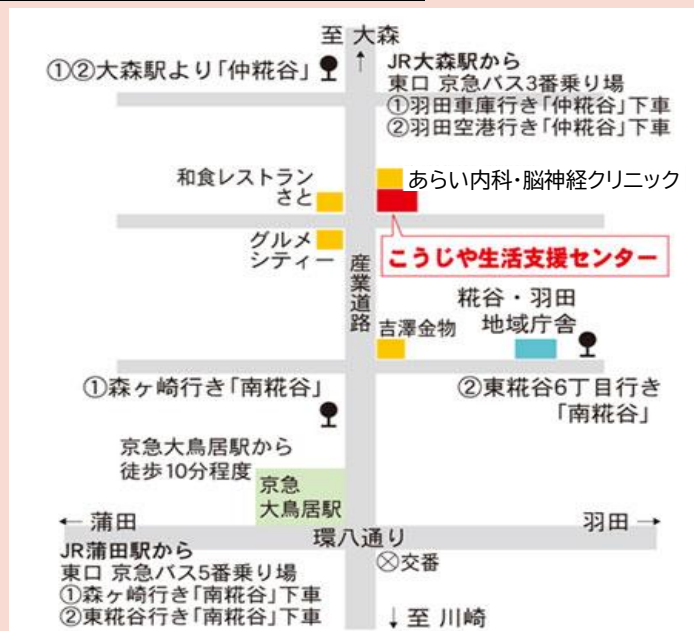 至 大森
①②大森駅より「仲糀谷」
↑
JR大森駅から
東口 京急バス3番乗り場
①羽田車庫行き「仲糀谷」下車
②羽田空港行き「仲糀谷」下車
和食レストラン
さと
あらい内科・脳神経クリニック
グルメ
シティー
こうじや生活支援センター
産業道路
糀谷・羽田
地域庁舎
吉澤金物
①森ヶ崎行き「南糀谷」
②東糀谷6丁目行き
「南糀谷」
京急大鳥居駅から
徒歩10分程度
京急
大鳥居駅
← 蒲田
羽田 →
環八通り
JR蒲田駅から
東口 京急バス5番乗り場
①森ヶ崎行き「南糀谷」下車
②東糀谷行き「南糀谷」下車
交番
↓至 川崎